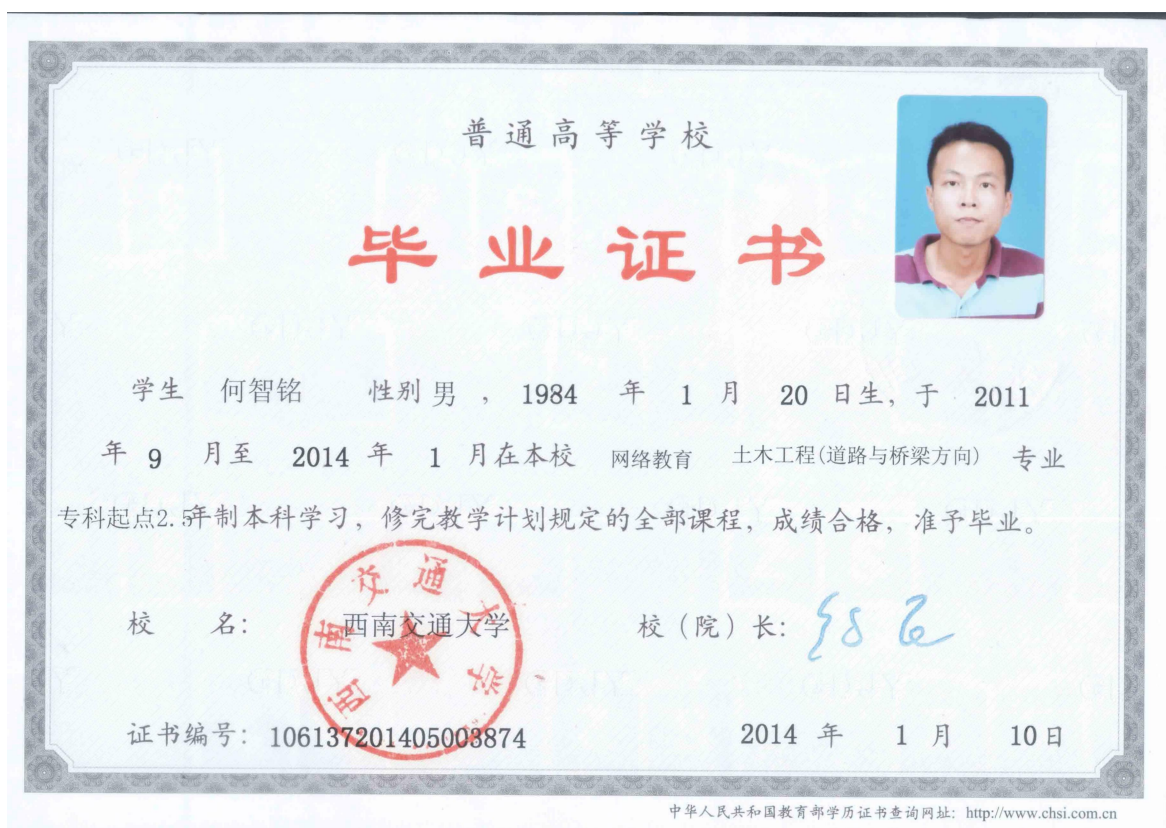 普通高等学校
毕业证书
学生 何智铭 性别 男 ， 1984 年 1 月 20 日生，于 2011
年 9 月至 2014 年 1 月在本校 网络教育 土木工程(道路与桥梁方向) 专业
专科起点2.5年制本科学习，修完教学计划规定的全部课程，成绩合格，准予毕业。
校 名： 西南交通大学 校（院）长：
西南交通大学
证书编号：106137201405003874 2014 年 1 月 10日
中华人民共和国教育部学历证书查询网址：http://www.chsi.com.cn